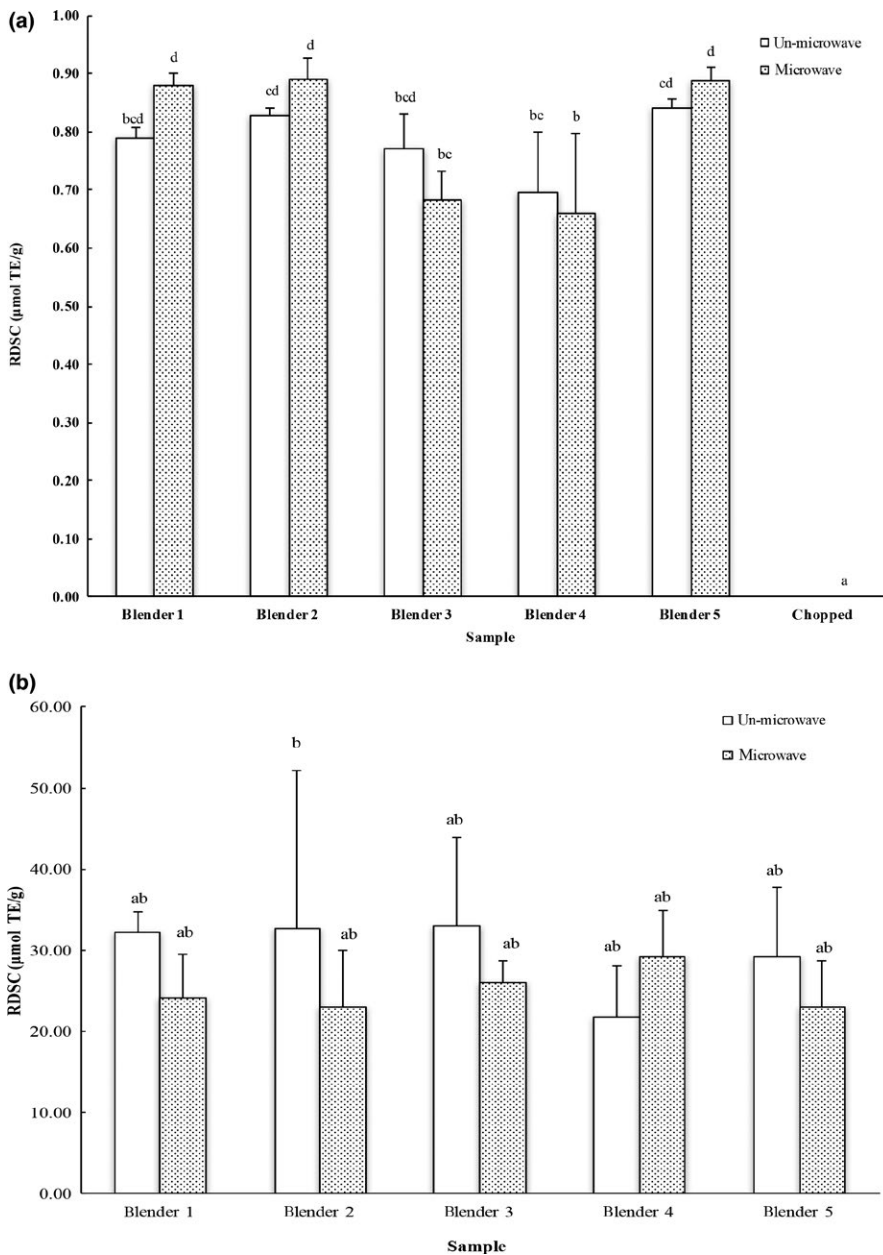 (a)
1.00
0.90
0.80
0.70
0.60
0.50
0.40
0.30
0.20
0.10
0.00
RDSC (µmol TE/g)
Un-microwave
Microwave
bcd
d
cd
d
bcd
bc
bc
b
cd
d
a
Blender 1 Blender 2 Blender 3 Blender 4 Blender 5 Chopped
Sample
(b)
60.00
50.00
40.00
30.00
20.00
10.00
0.00
RDSC (µmol TE/g)
Un-microwave
Microwave
ab
ab
b
ab
ab
ab
ab
ab
ab
ab
Blender 1 Blender 2 Blender 3 Blender 4 Blender 5
Sample